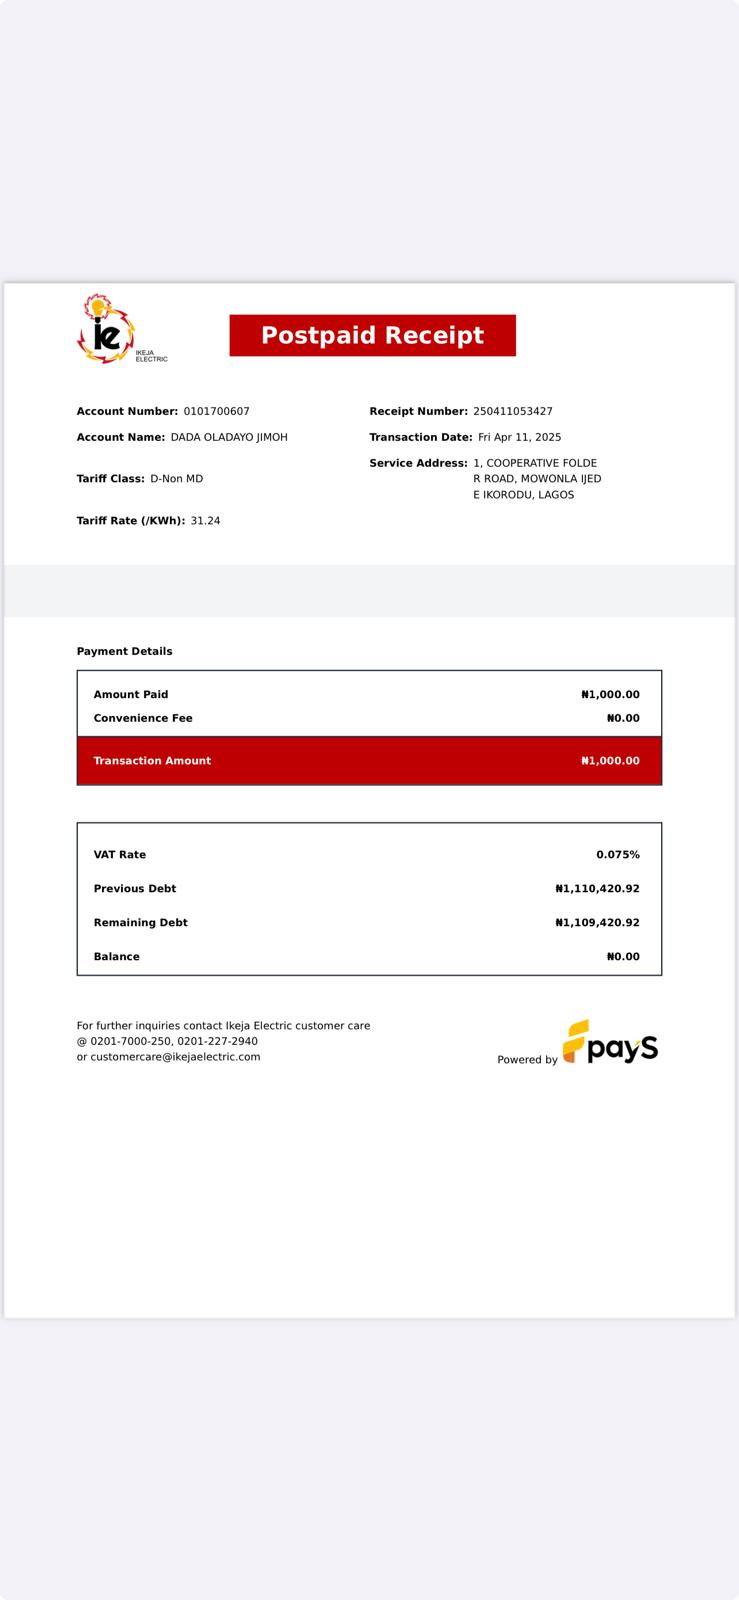 ie
IKEJA
ELECTRIC
Postpaid Receipt
Account Number: 0101700607
Receipt Number: 250411053427
Account Name: DADA OLADAYO JIMOH
Transaction Date: Fri Apr 11, 2025
Service Address: 1, COOPERATIVE FOLDE
R ROAD, MOWONLA IJED
E IKORODU, LAGOS
Tariff Class: D-Non MD
Tariff Rate (/KWh): 31.24
Payment Details
Amount Paid ₦1,000.00
Convenience Fee ₦0.00
Transaction Amount ₦1,000.00
VAT Rate 0.075%
Previous Debt ₦1,110,420.92
Remaining Debt ₦1,109,420.92
Balance ₦0.00
For further inquiries contact Ikeja Electric customer care
@ 0201-7000-250, 0201-227-2940
or customercare@ikejaelectric.com
Powered by payS